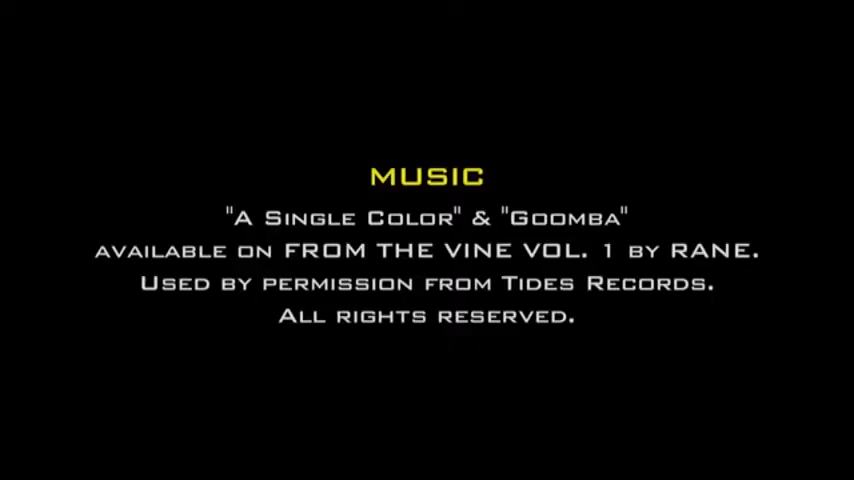 MUSIC
"A Single Color" & "Goomba"
available on FROM THE VINE VOL. 1 by RANE.
Used by permission from Tides Records.
All rights reserved.